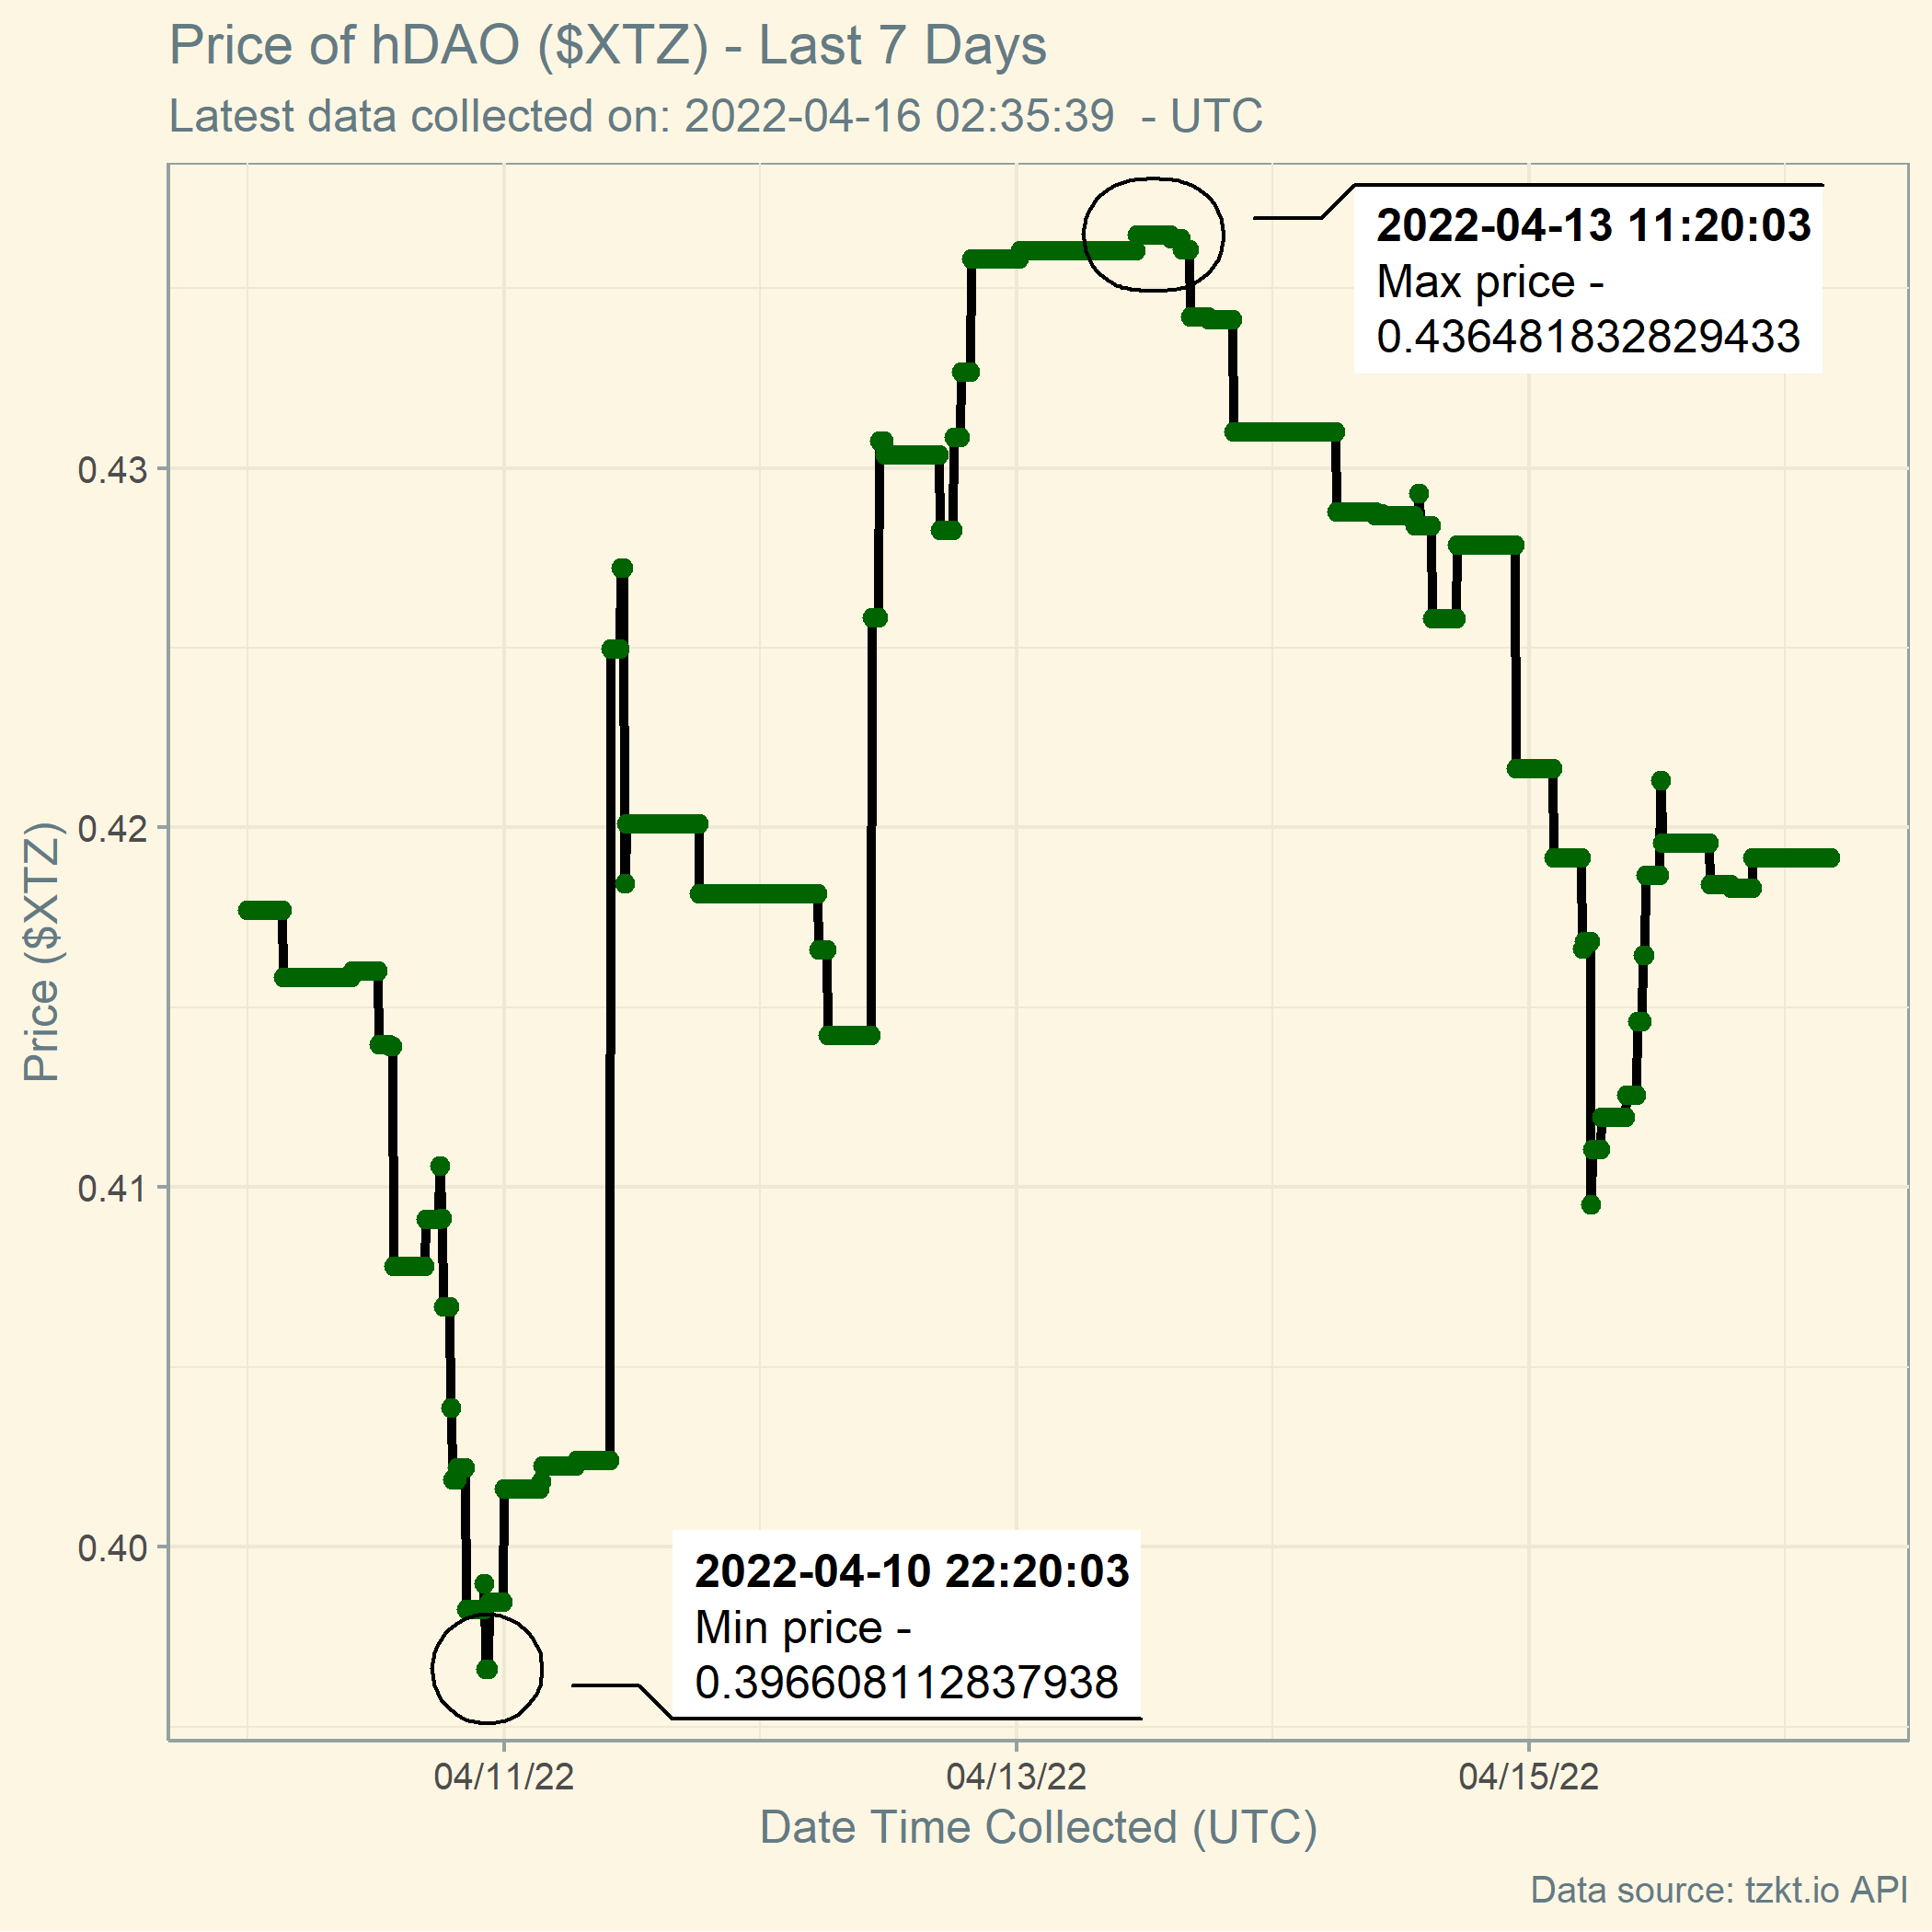 Price of hDAO ($XTZ) - Last 7 Days
Latest data collected on: 2022-04-16 02:35:39  - UTC
2022-04-13 11:20:03
Max price -
0.436481832829433
0.43
0.42
0.41
0.40
Price ($XTZ)
2022-04-10 22:20:03
Min price -
0.396608112837938
04/11/22
04/13/22
04/15/22
Date Time Collected (UTC)
Data source: tzkt.io API